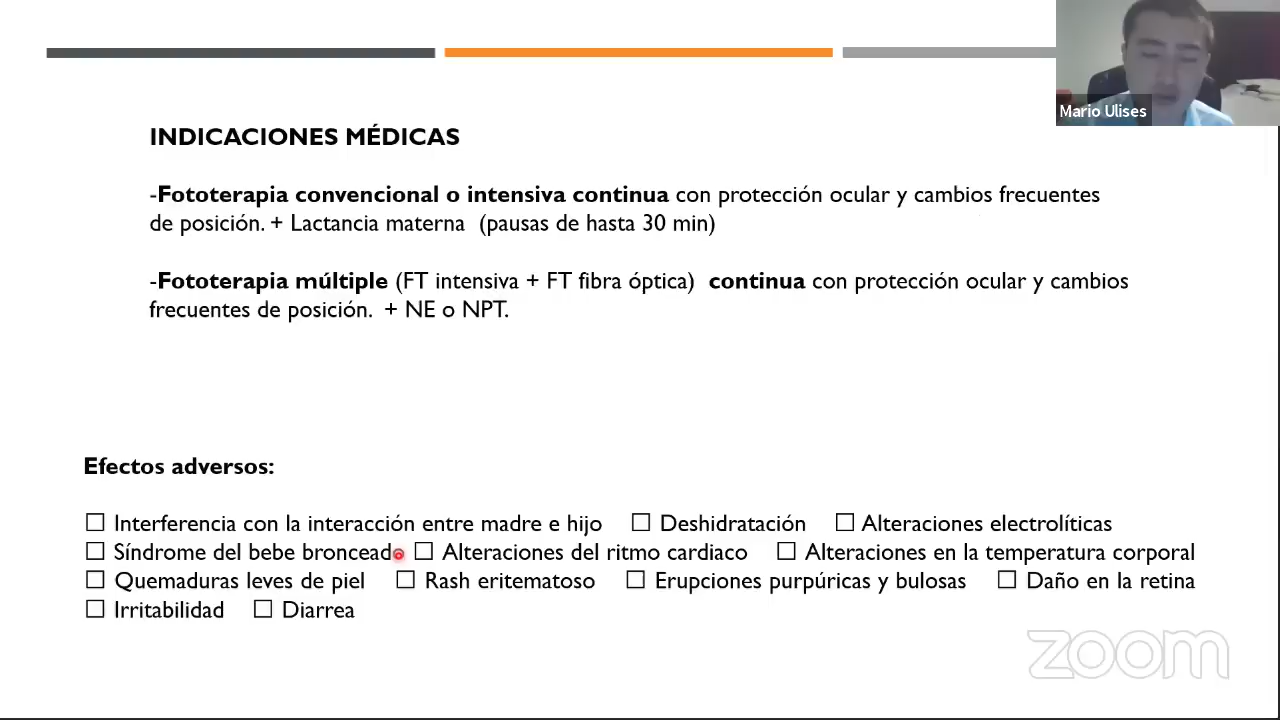 Mario Ulises
INDICACIONES MÉDICAS
-Fototerapia convencional o intensiva continua con protección ocular y cambios frecuentes
de posición. + Lactancia materna (pausas de hasta 30 min)
-Fototerapia múltiple (FT intensiva + FT fibra óptica) continua con protección ocular y cambios
frecuentes de posición. + NE o NPT.
Efectos adversos:
☐ Interferencia con la interacción entre madre e hijo ☐ Deshidratación ☐ Alteraciones electrolíticas
☐ Síndrome del bebe bronceado ☐ Alteraciones del ritmo cardiaco ☐ Alteraciones en la temperatura corporal
☐ Quemaduras leves de piel ☐ Rash eritematoso ☐ Erupciones purpúricas y bulosas ☐ Daño en la retina
☐ Irritabilidad ☐ Diarrea
zoom